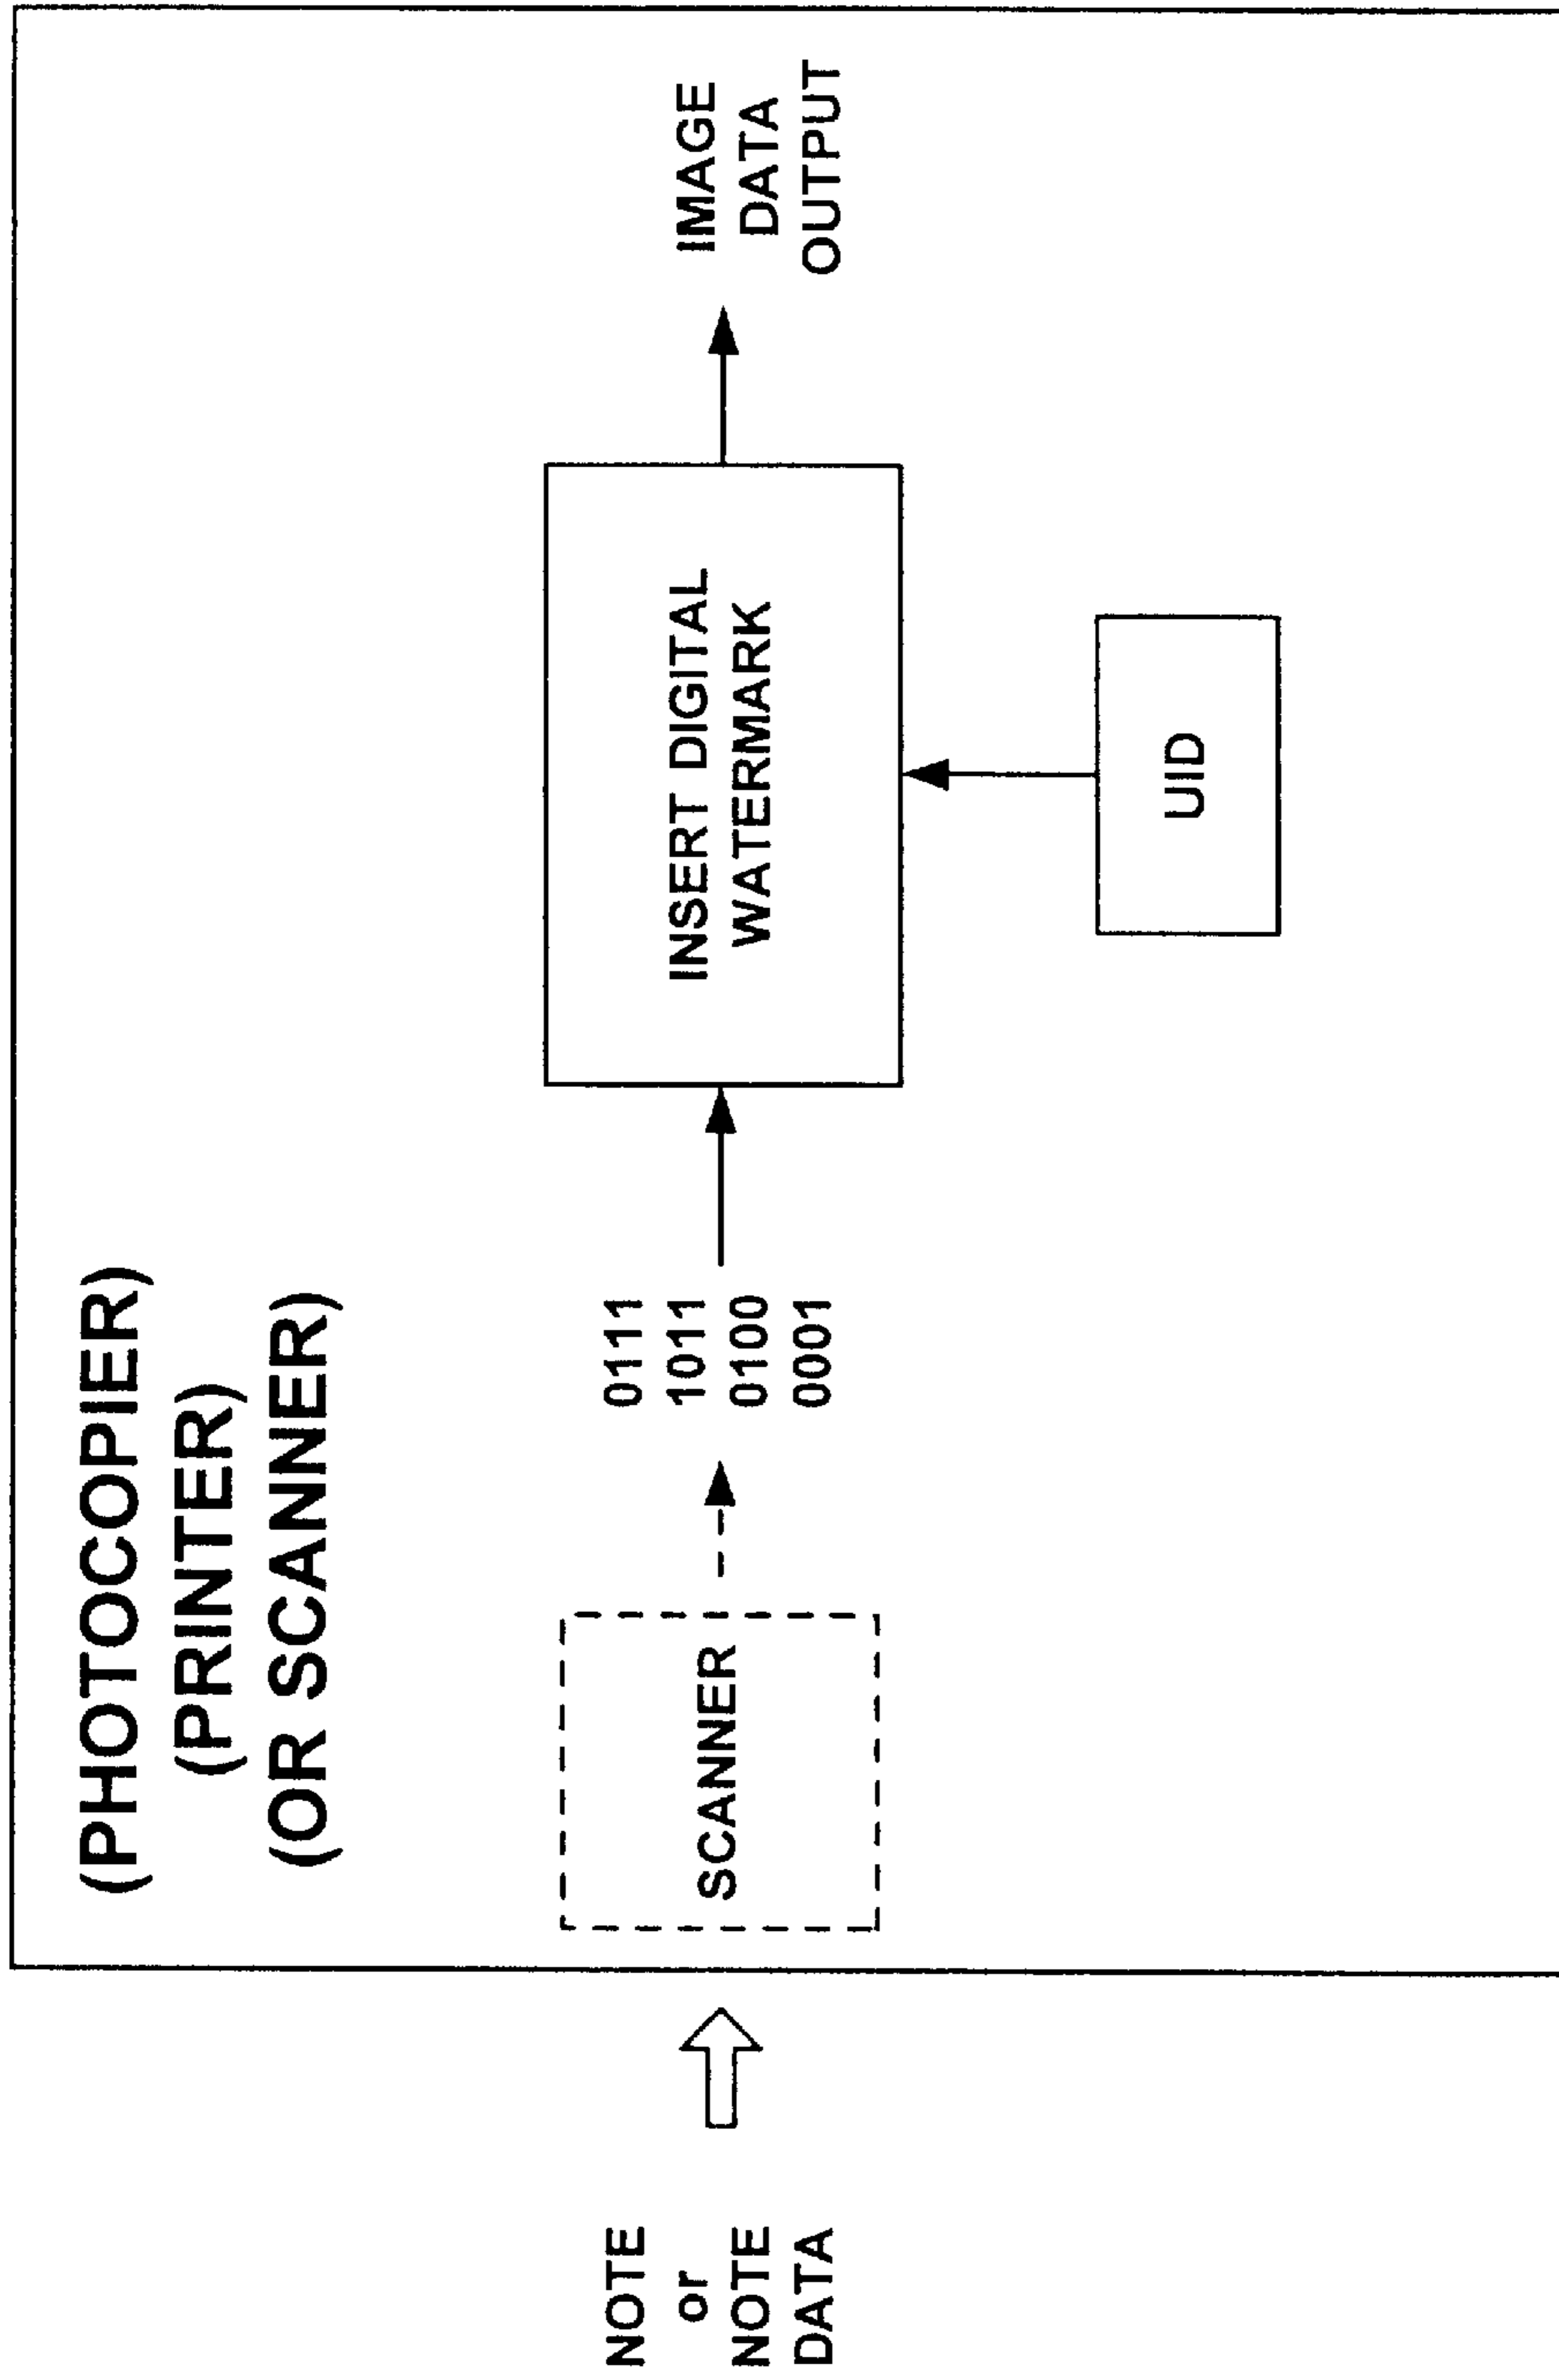 (PHOTOCOPIER)
(PRINTER)
(OR SCANNER)
NOTE
or
NOTE
DATA
SCANNER
0111
1011
0100
0001
INSERT DIGITAL
WATERMARK
IMAGE
DATA
OUTPUT
UID